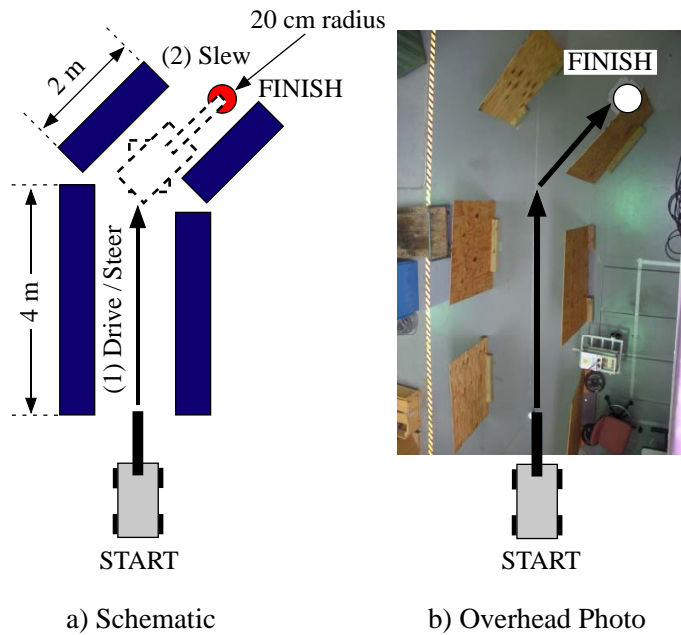 20 cm radius
(2) Slew
2 m
FINISH
FINISH
4 m
(1) Drive / Steer
START
START
a) Schematic
b) Overhead Photo